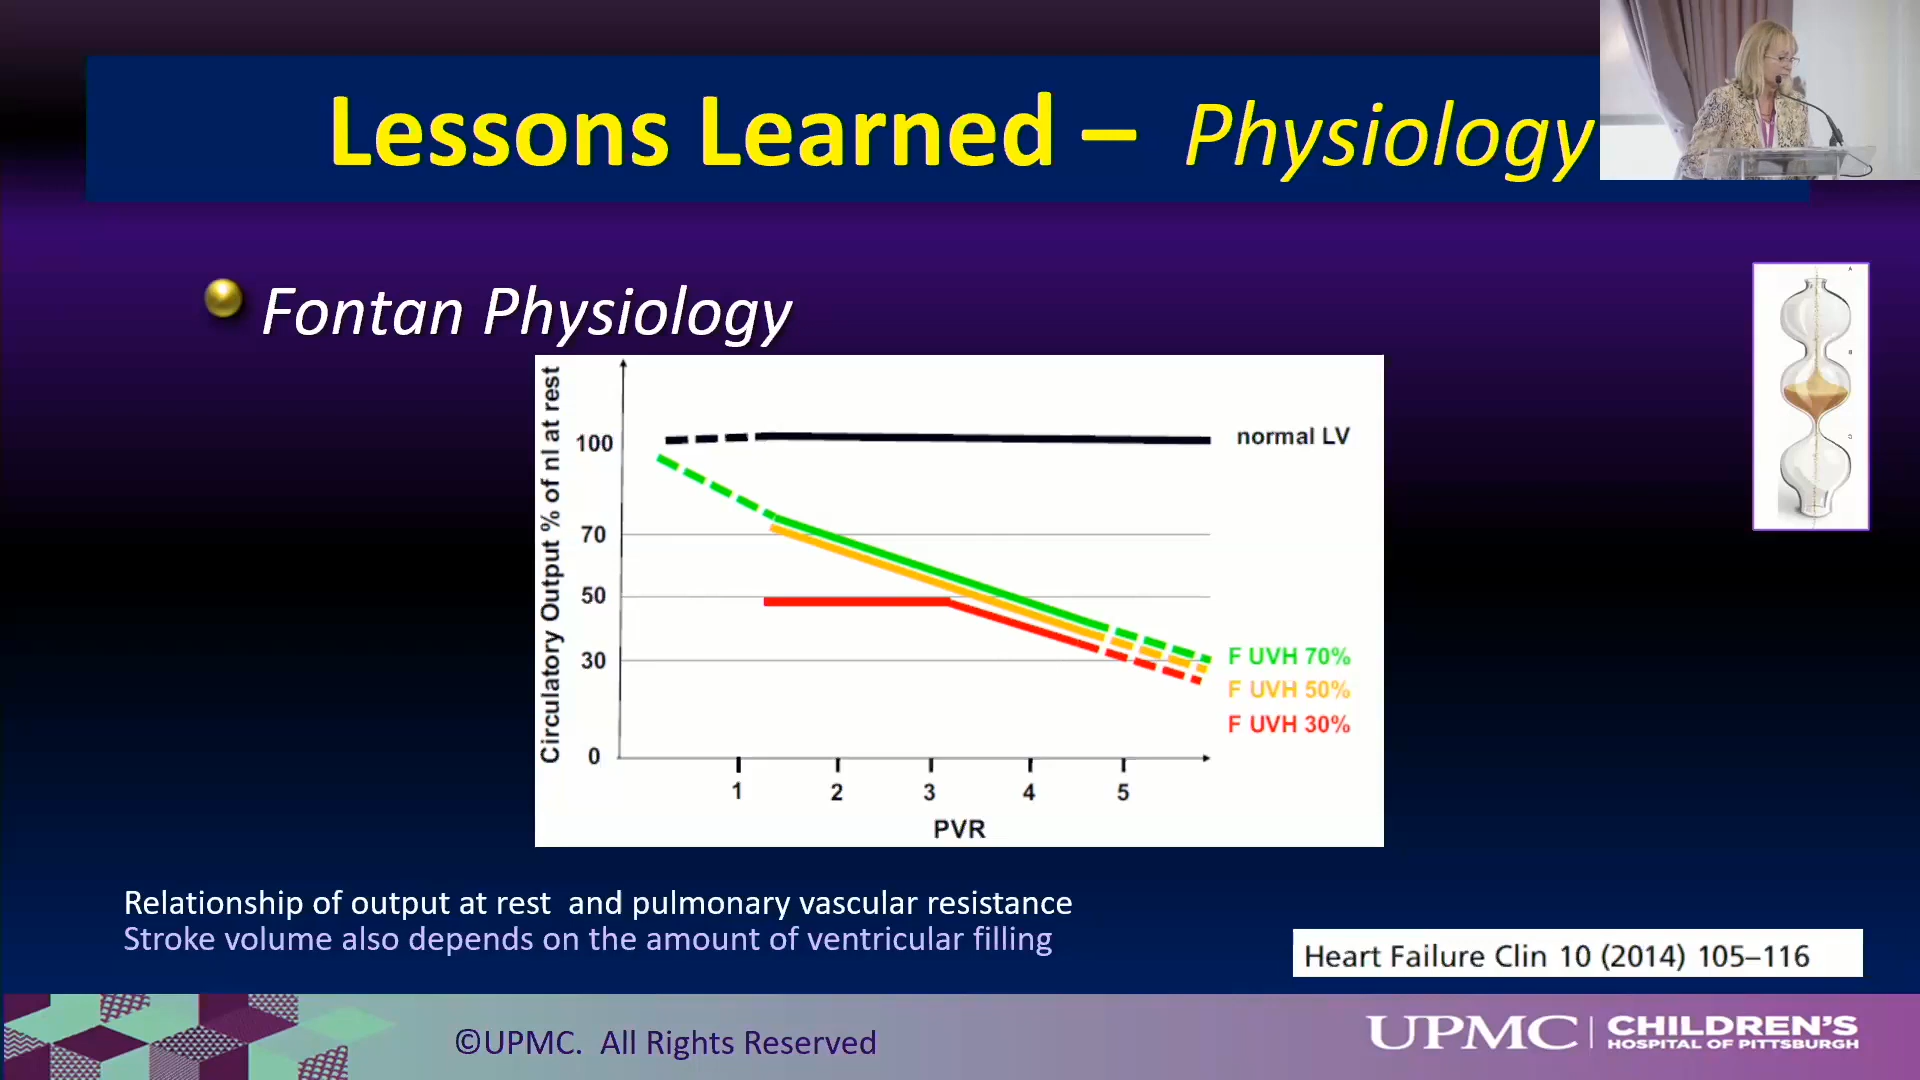 Lessons Learned – Physiology
Fontan Physiology
Circulatory Output % of nl at rest
100
70
50
30
0
normal LV
F UVH 70%
F UVH 50%
F UVH 30%
1 2 3 4 5
PVR
A
B
C
Relationship of output at rest and pulmonary vascular resistance
Stroke volume also depends on the amount of ventricular filling
Heart Failure Clin 10 (2014) 105–116
©UPMC. All Rights Reserved
UPMC | CHILDREN'S
HOSPITAL OF PITTSBURGH